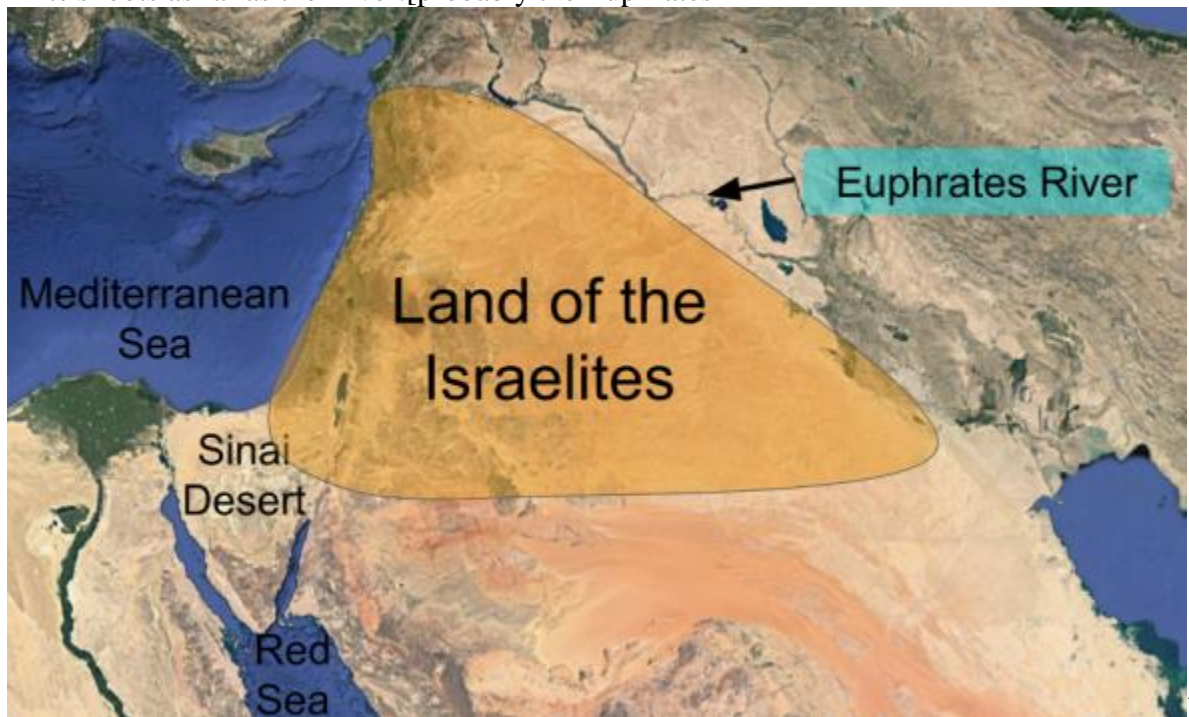 Euphrates River
Land of the
Israelites
Mediterranean
Sea
Sinai
Desert
Red
Sea